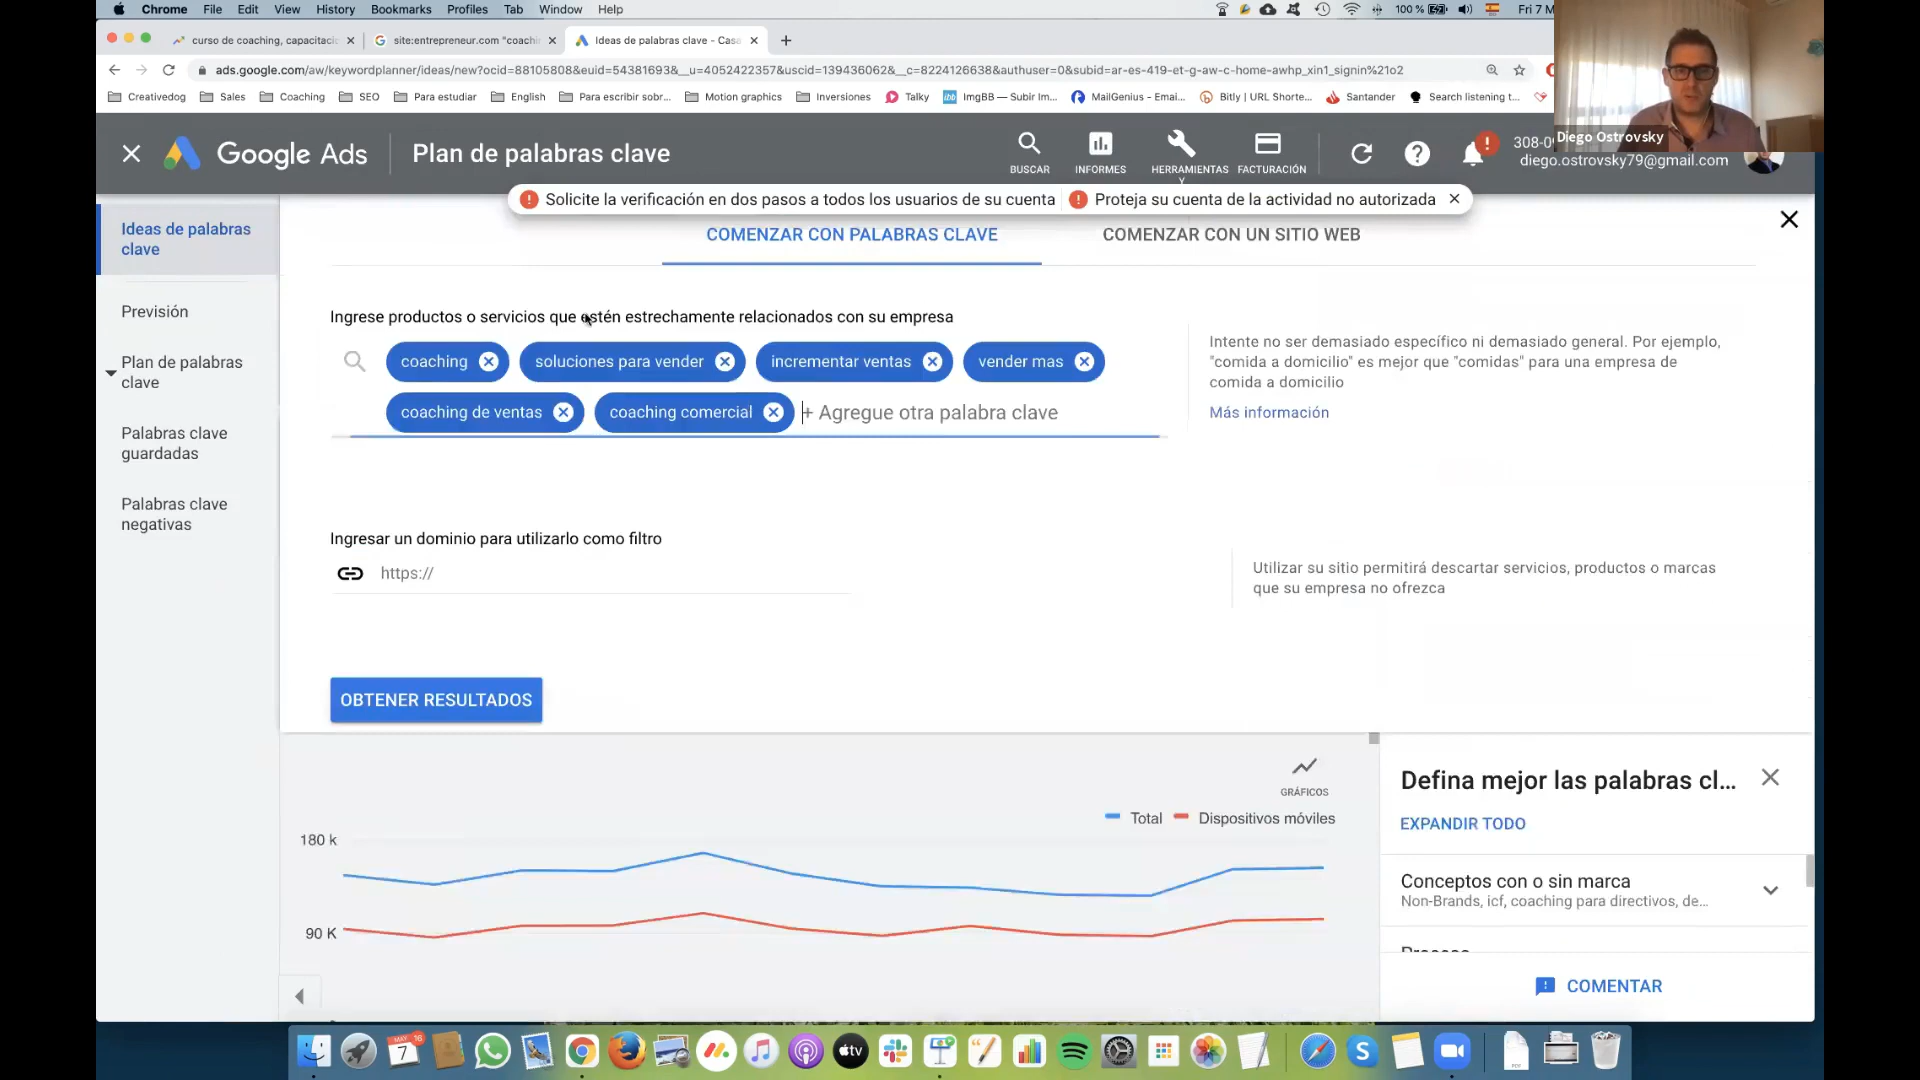 Chrome File Edit View History Bookmarks Profiles Tab Window Help
100 % Fri 7 M
curso de coaching, capacitaci
site:entrepreneur.com "coachi
Ideas de palabras clave - Cas
ads.google.com/aw/keywordplanner/ideas/new?ocid=88105808&euid=54381693&__u=4052422357&uscid=139436062&__c=8224126638&authuser=0&subid=ar-es-419-et-g-aw-c-home-awhp_xin1_signin%21o2
Creativedog Sales Coaching SEO Para estudiar English Para escribir sobr... Motion graphics Inversiones Talky ImgBB — Subir Im... MailGenius - Emai... Bitly | URL Shorte... Santander Search listening t...
Diego Ostrovsky
Google Ads
Plan de palabras clave
BUSCAR
INFORMES
HERRAMIENTAS Y
FACTURACIÓN
308-0
diego.ostrovsky79@gmail.com
Solicite la verificación en dos pasos a todos los usuarios de su cuenta
Proteja su cuenta de la actividad no autorizada
Ideas de palabras
clave
Previsión
Plan de palabras
clave
Palabras clave
guardadas
Palabras clave
negativas
COMENZAR CON PALABRAS CLAVE
COMENZAR CON UN SITIO WEB
Ingrese productos o servicios que estén estrechamente relacionados con su empresa
coaching
soluciones para vender
incrementar ventas
vender mas
coaching de ventas
coaching comercial
+ Agregue otra palabra clave
Intente no ser demasiado específico ni demasiado general. Por ejemplo,
"comida a domicilio" es mejor que "comidas" para una empresa de
comida a domicilio
Más información
Ingresar un dominio para utilizarlo como filtro
https://
Utilizar su sitio permitirá descartar servicios, productos o marcas
que su empresa no ofrezca
OBTENER RESULTADOS
GRÁFICOS
Total
Dispositivos móviles
180 k
90 K
Defina mejor las palabras cl...
EXPANDIR TODO
Conceptos con o sin marca
Non-Brands, icf, coaching para directivos, de...
COMENTAR
MAY
7
tv